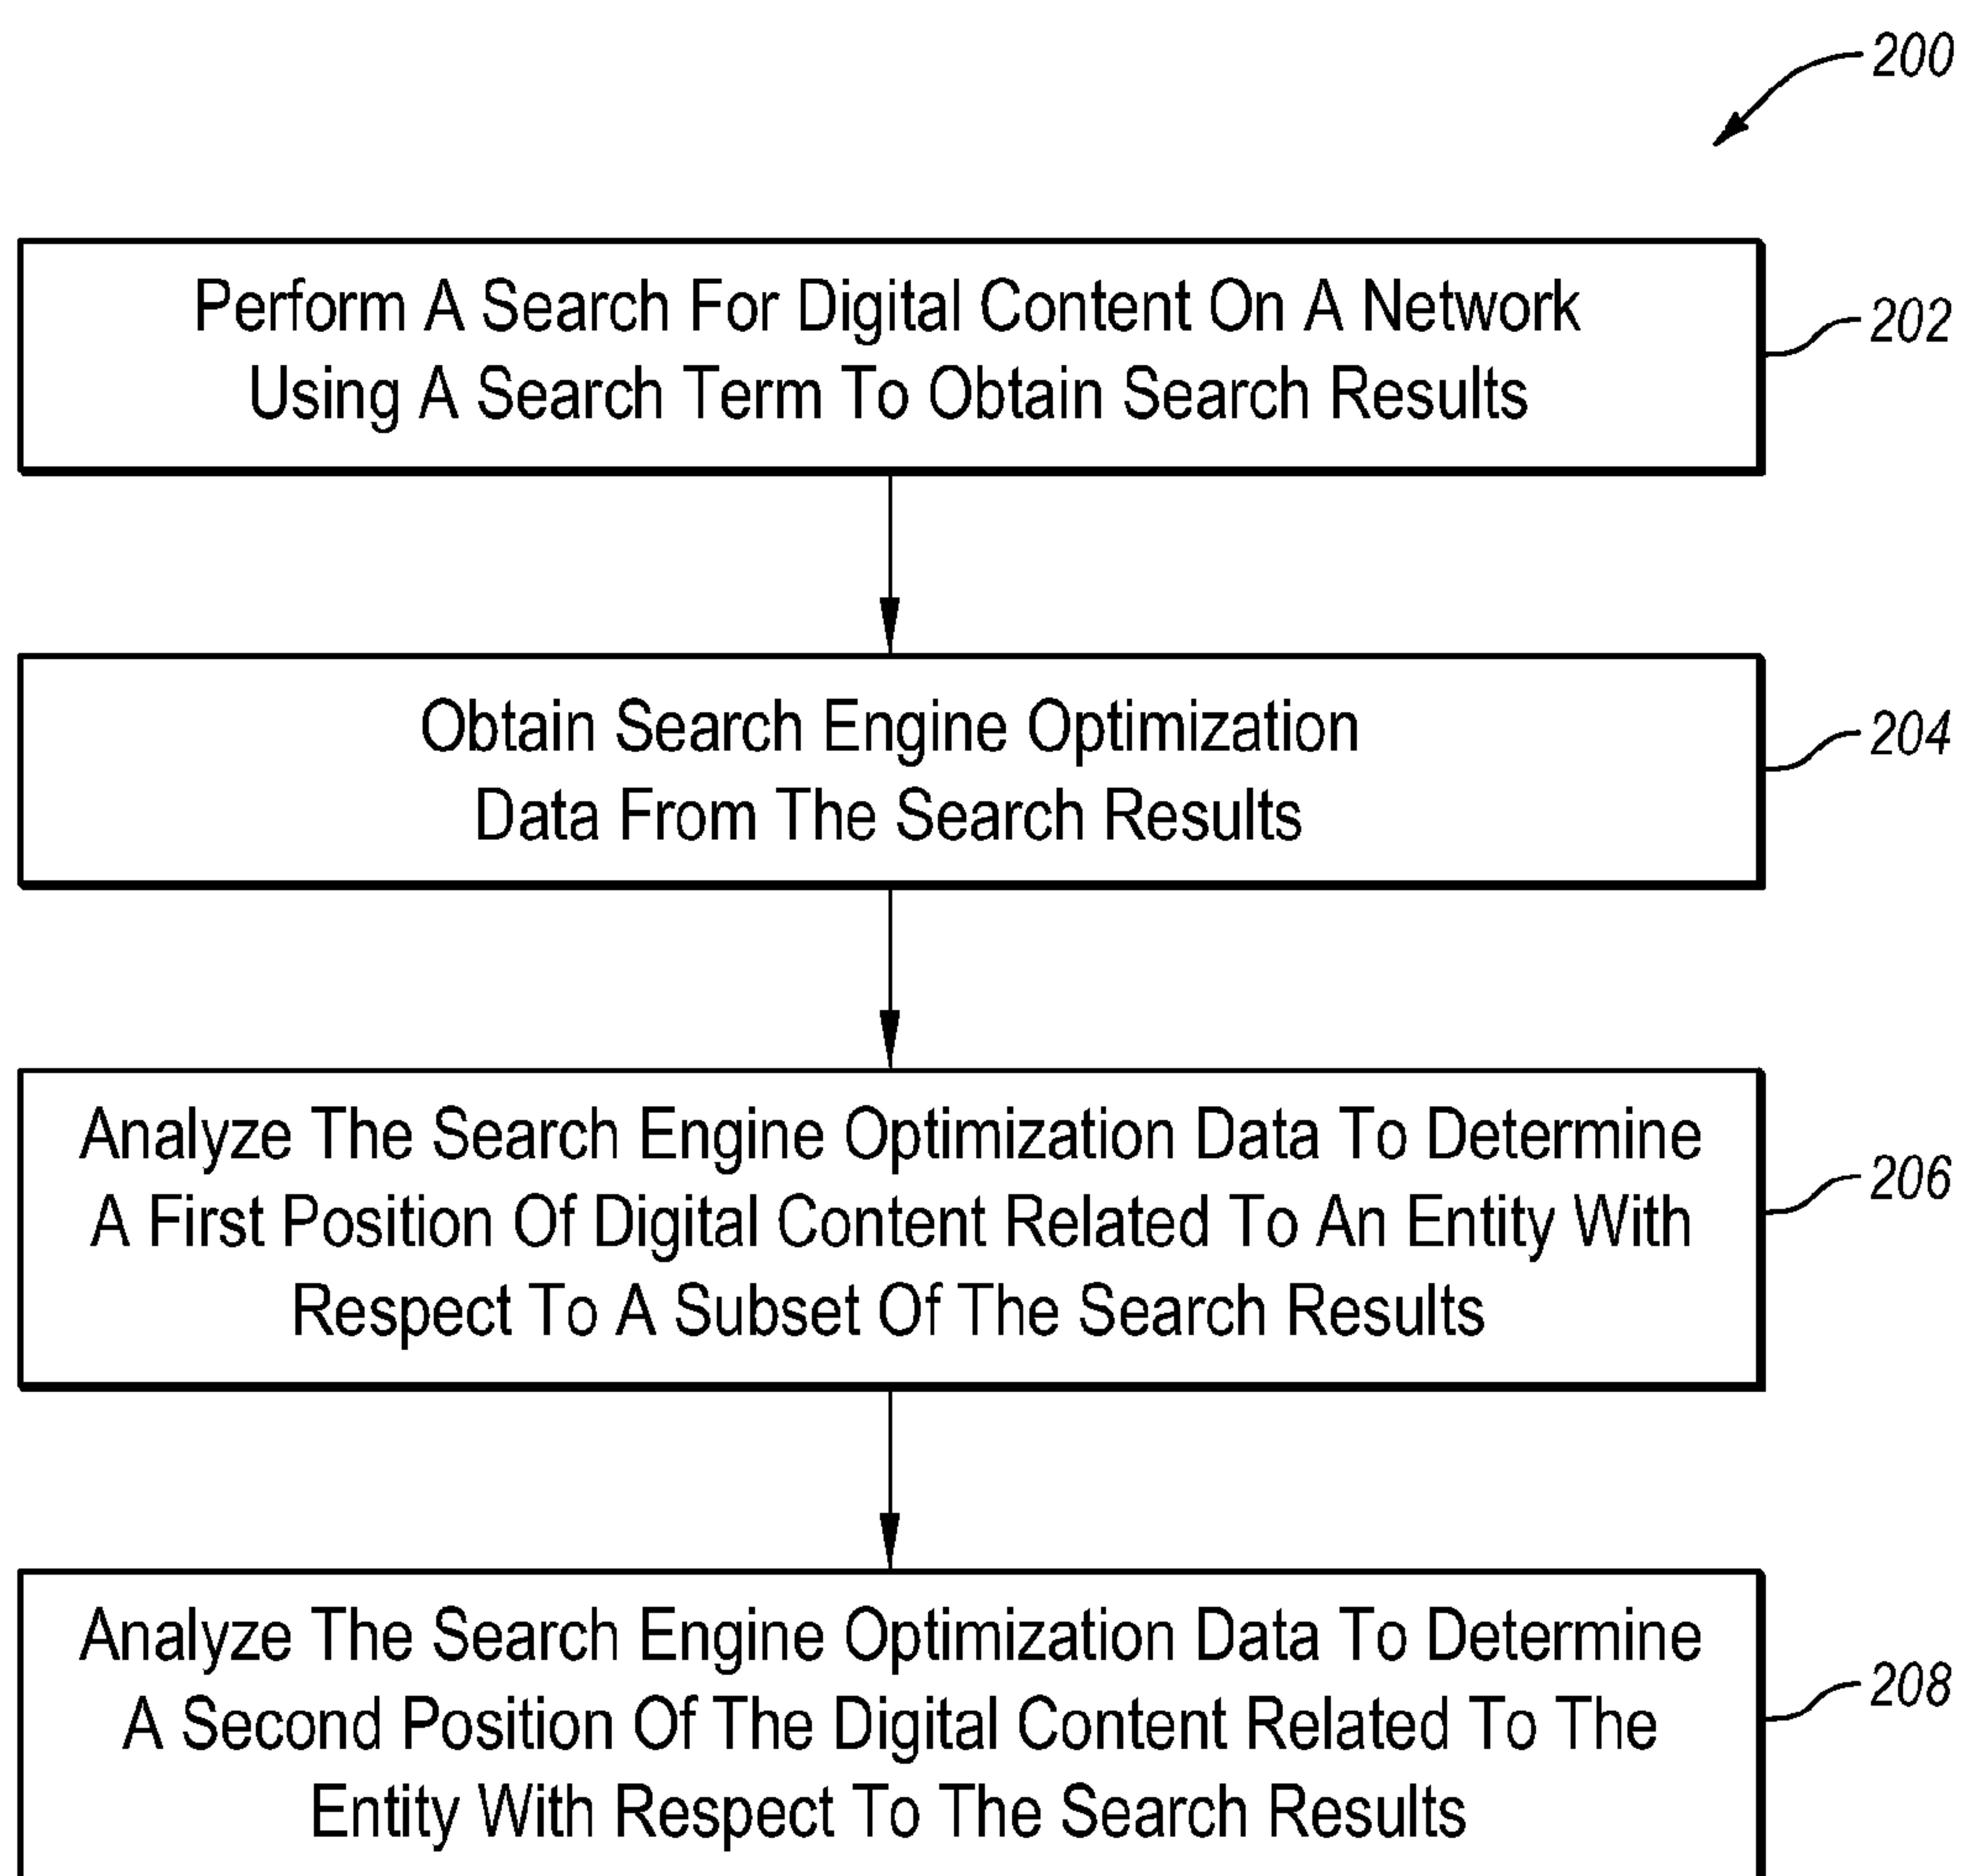 200
Perform A Search For Digital Content On A Network
Using A Search Term To Obtain Search Results
202
Obtain Search Engine Optimization
Data From The Search Results
204
Analyze The Search Engine Optimization Data To Determine
A First Position Of Digital Content Related To An Entity With
Respect To A Subset Of The Search Results
206
Analyze The Search Engine Optimization Data To Determine
A Second Position Of The Digital Content Related To The
Entity With Respect To The Search Results
208